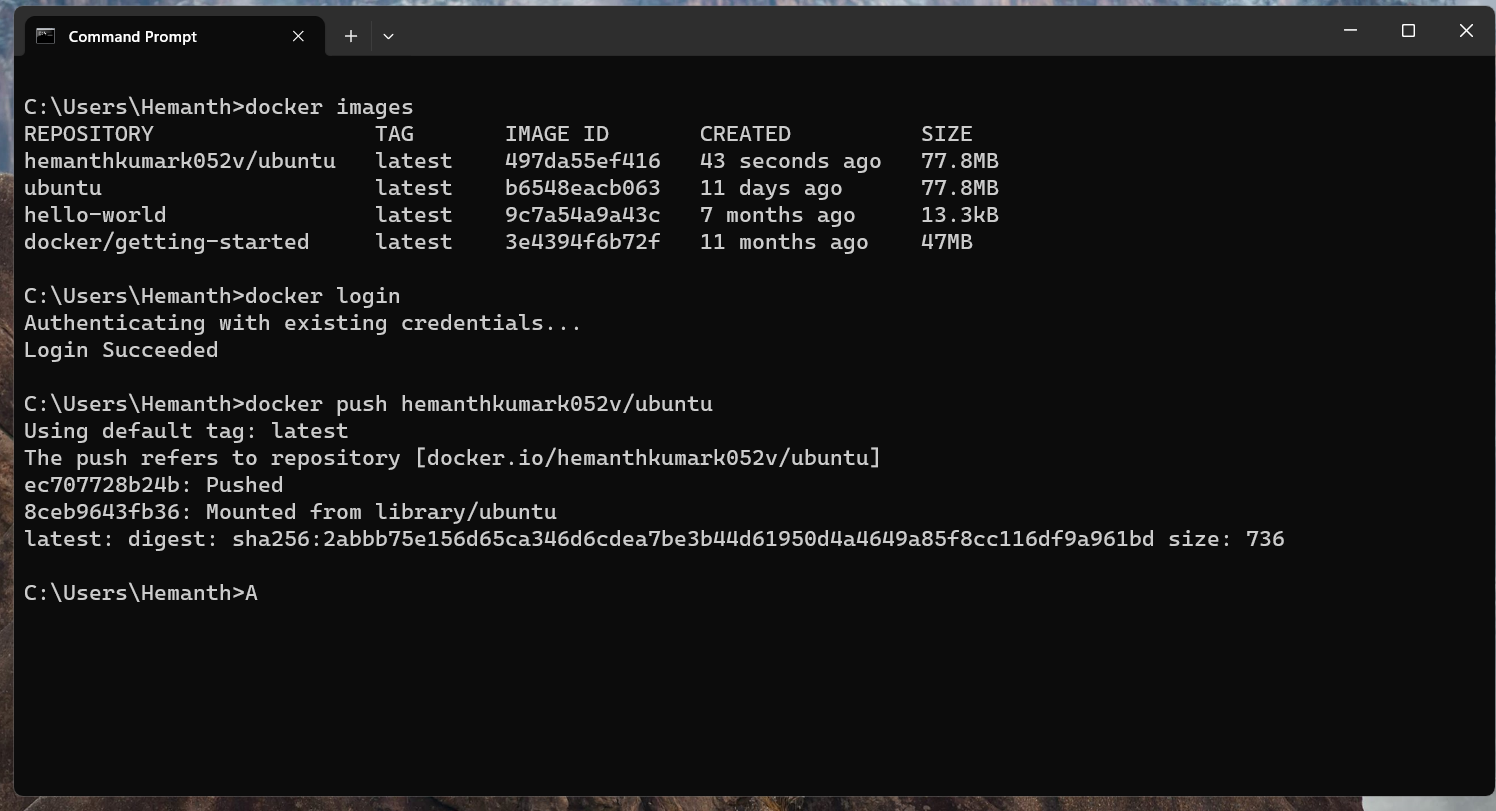 Command Prompt
C:\Users\Hemanth>docker images
REPOSITORY TAG IMAGE ID CREATED SIZE
hemanthkumark052v/ubuntu latest 497da55ef416 43 seconds ago 77.8MB
ubuntu latest b6548eacb063 11 days ago 77.8MB
hello-world latest 9c7a54a9a43c 7 months ago 13.3kB
docker/getting-started latest 3e4394f6b72f 11 months ago 47MB
C:\Users\Hemanth>docker login
Authenticating with existing credentials...
Login Succeeded
C:\Users\Hemanth>docker push hemanthkumark052v/ubuntu
Using default tag: latest
The push refers to repository [docker.io/hemanthkumark052v/ubuntu]
ec707728b24b: Pushed
8ceb9643fb36: Mounted from library/ubuntu
latest: digest: sha256:2abbb75e156d65ca346d6cdea7be3b44d61950d4a4649a85f8cc116df9a961bd size: 736
C:\Users\Hemanth>A